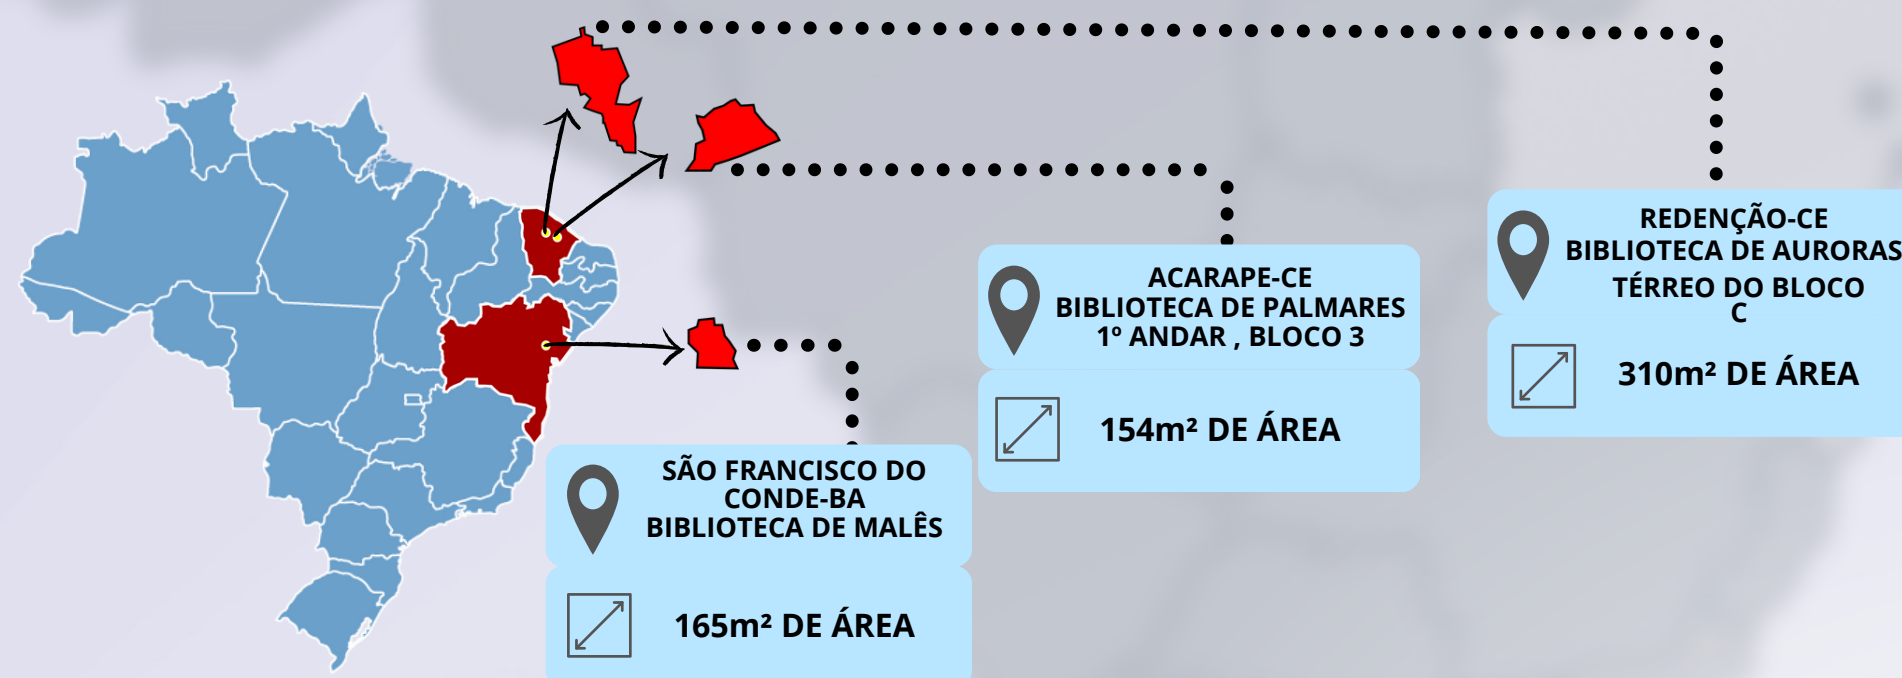 REDENÇÃO-CE
BIBLIOTECA DE AURORAS
TÉRREO DO BLOCO
C
310m² DE ÁREA
ACARAPE-CE
BIBLIOTECA DE PALMARES
1º ANDAR , BLOCO 3
154m² DE ÁREA
SÃO FRANCISCO DO
CONDE-BA
BIBLIOTECA DE MALÊS
165m² DE ÁREA